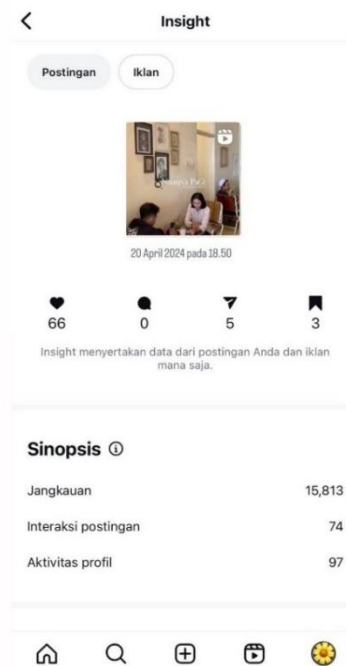 Insight
Postingan
Iklan
20 April 2024 pada 18.50
66
0
5
3
Insight menyertakan data dari postingan Anda dan iklan
mana saja.
Sinopsis
Jangkauan 15,813
Interaksi postingan 74
Aktivitas profil 97